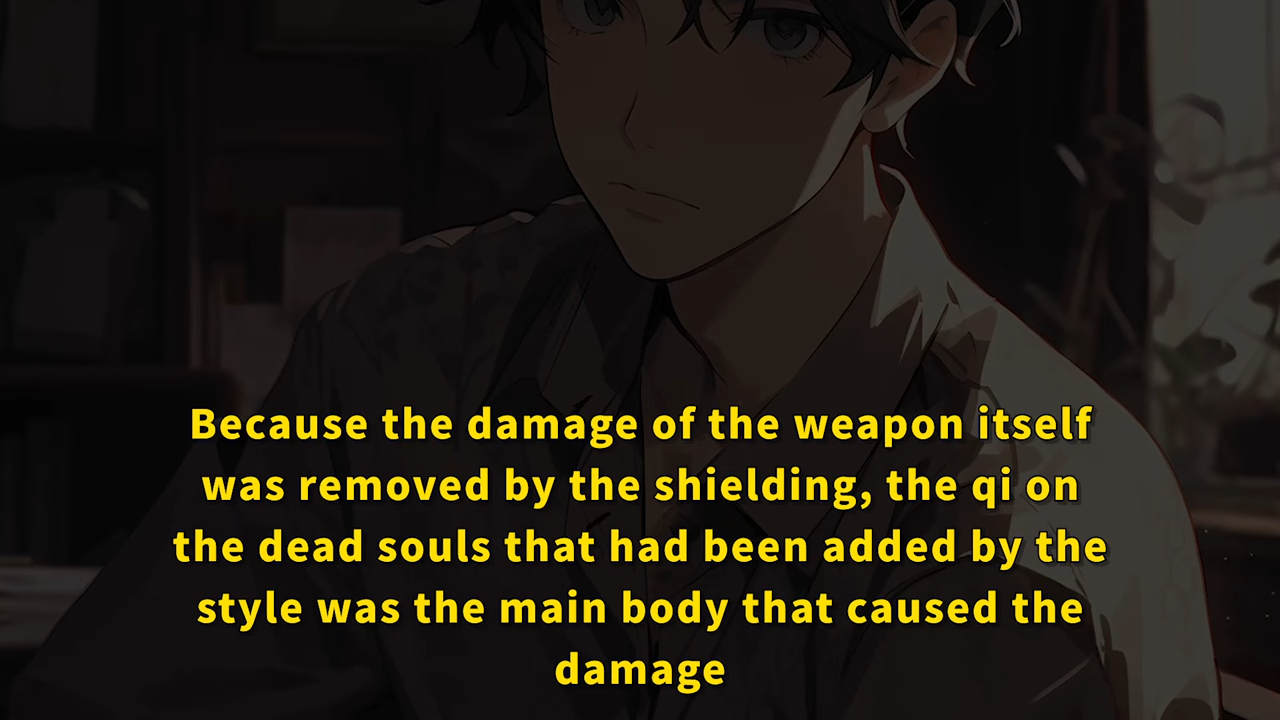 Because the damage of the weapon itself
was removed by the shielding, the qi on
the dead souls that had been added by the
style was the main body that caused the
damage